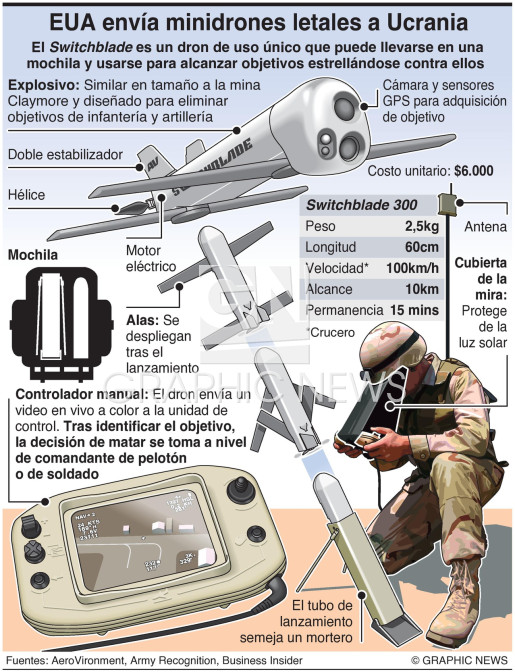 EUA envía minidrones letales a Ucrania
El Switchblade es un dron de uso único que puede llevarse en una
mochila y usarse para alcanzar objetivos estrellándose contra ellos
Explosivo: Similar en tamaño a la mina
Claymore y diseñado para eliminar
objetivos de infantería y artillería
Cámara y sensores
GPS para adquisición
de objetivo
Doble estabilizador
AV
SWITCHBLADE
Costo unitario: $6.000
Hélice
Switchblade 300
Peso 2,5kg
Longitud 60cm
Velocidad* 100km/h
Alcance 10km
Permanencia 15 mins
*Crucero
Antena
Motor
eléctrico
Mochila
Cubierta
de la
mira:
Protege
de la
luz solar
Alas: Se
despliegan
tras el
lanzamiento
GN
GRAPHIC NEWS
Controlador manual: El dron envía un
video en vivo a color a la unidad de
control. Tras identificar el objetivo,
la decisión de matar se toma a nivel
de comandante de pelotón
o de soldado
El tubo de
lanzamiento
semeja un mortero
Fuentes: AeroVironment, Army Recognition, Business Insider
© GRAPHIC NEWS